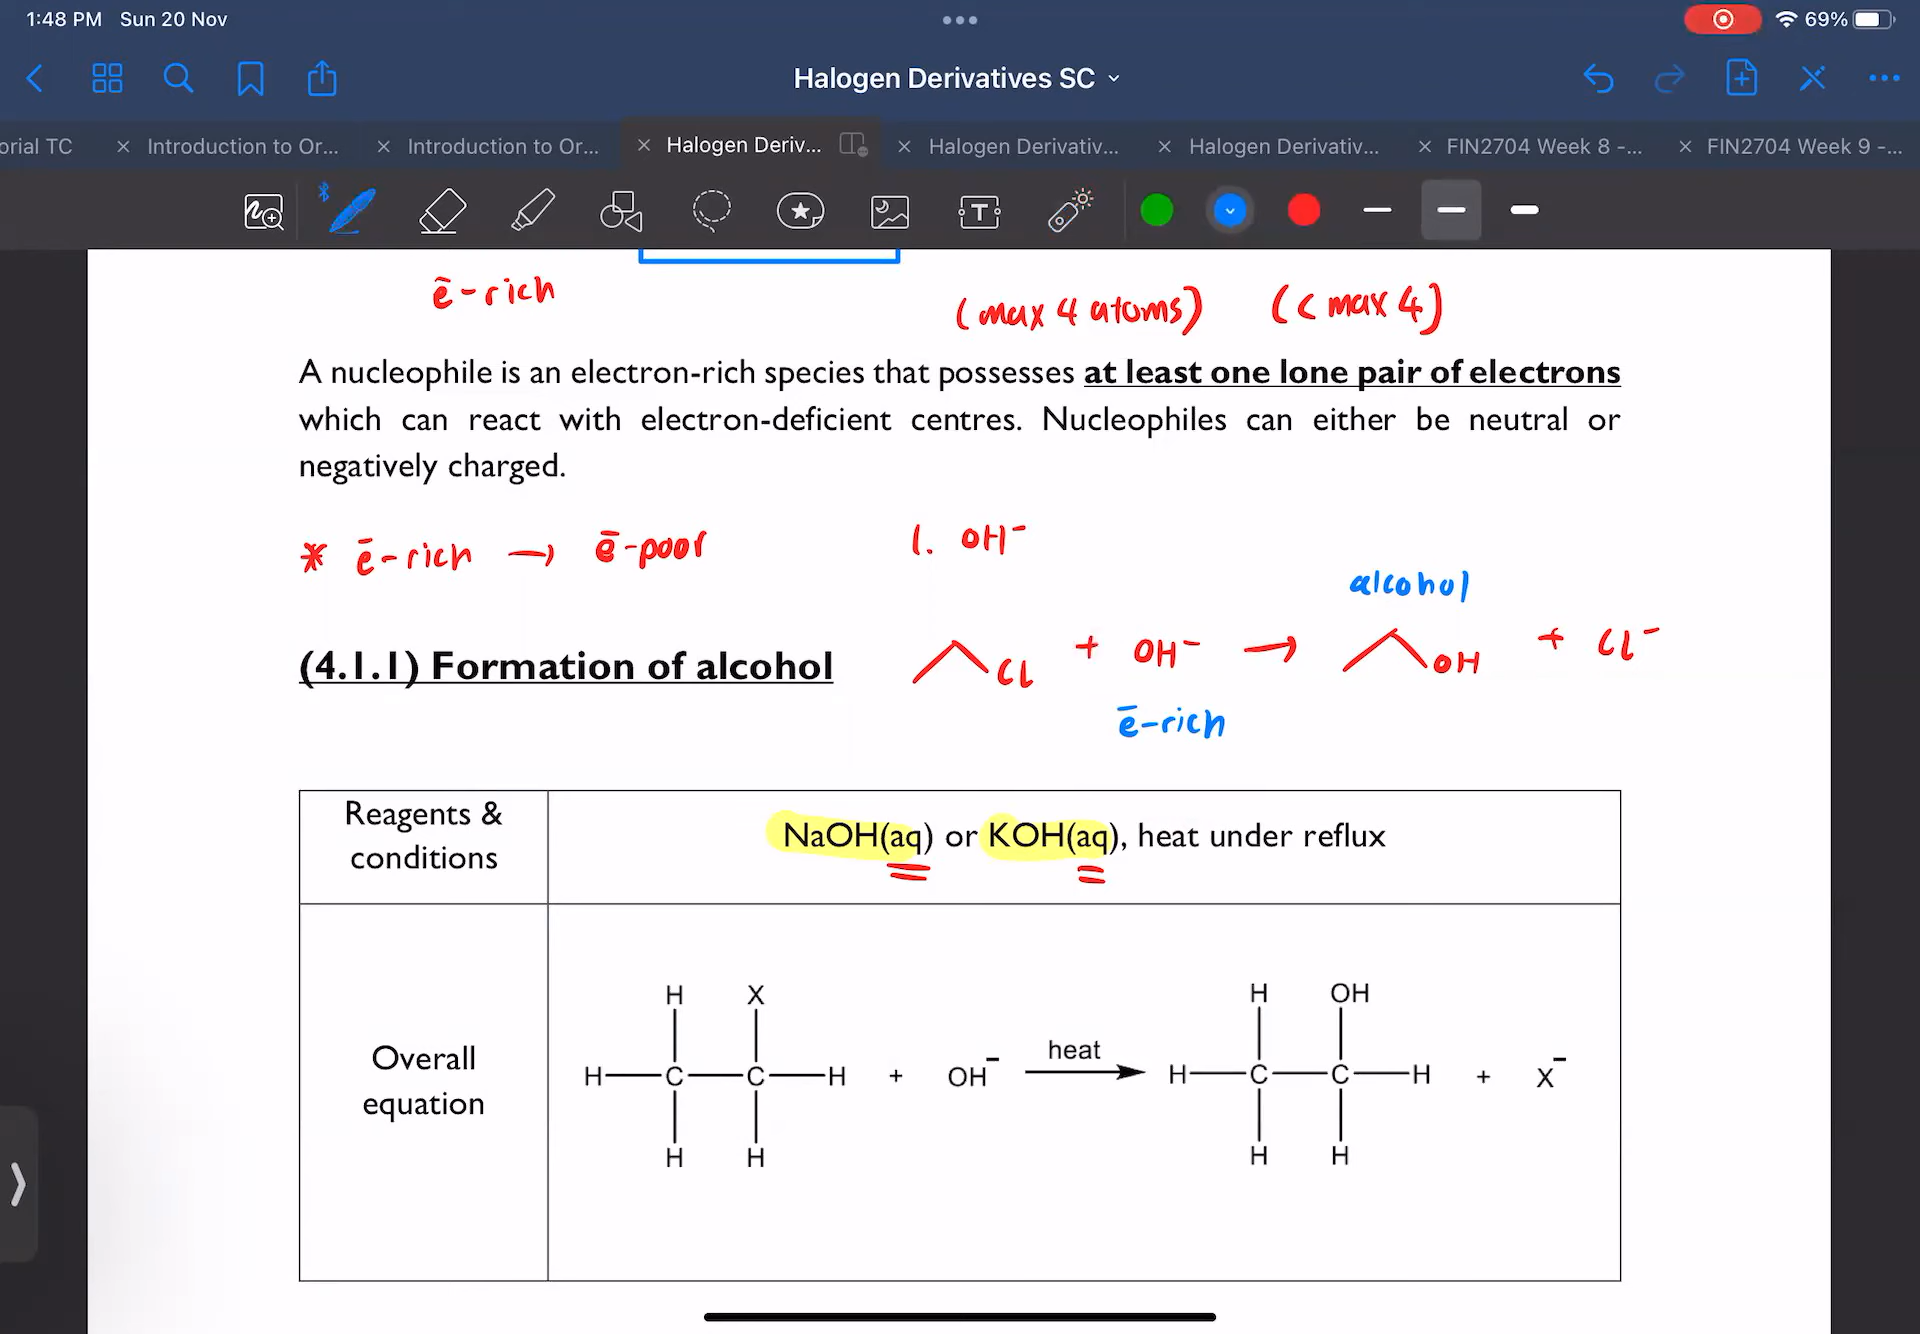 1:48 PM Sun 20 Nov
69%
Halogen Derivatives SC
orial TC
Introduction to Or...
Introduction to Or...
Halogen Deriv...
Halogen Derivativ...
Halogen Derivativ...
FIN2704 Week 8 -...
FIN2704 Week 9 -...
ē-rich
(max 4 atoms) (< max 4)
A nucleophile is an electron-rich species that possesses at least one lone pair of electrons
which can react with electron-deficient centres. Nucleophiles can either be neutral or
negatively charged.
* ē-rich → ē-poor
1. OH⁻
alcohol
(4.1.1) Formation of alcohol
Cl + OH⁻ → OH + Cl⁻
ē-rich
Reagents &
conditions
NaOH(aq) or KOH(aq), heat under reflux
Overall
equation
H X
H C C H + OH⁻
H H
heat
H OH
H C C H + X⁻
H H